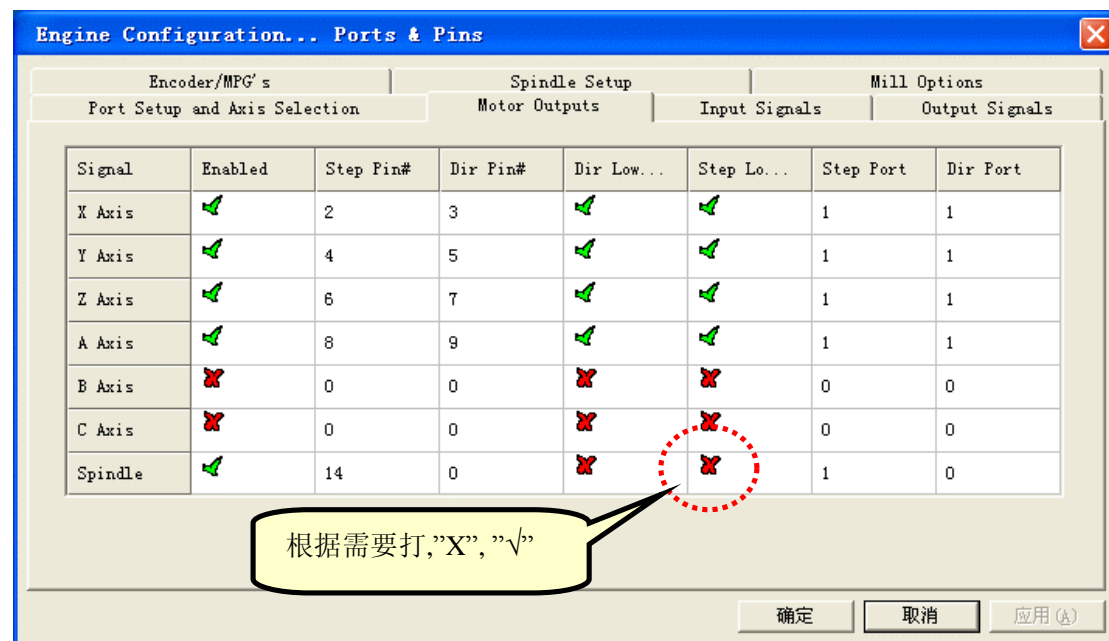 Engine Configuration... Ports & Pins
Encoder/MPG's Spindle Setup Mill Options
Port Setup and Axis Selection Motor Outputs Input Signals Output Signals
Signal Enabled Step Pin# Dir Pin# Dir Low... Step Lo... Step Port Dir Port
X Axis 2 3 1 1
Y Axis 4 5 1 1
Z Axis 6 7 1 1
A Axis 8 9 1 1
B Axis 0 0 0 0
C Axis 0 0 0 0
Spindle 14 0 1 0
根据需要打,”X”, ”√”
确定 取消 应用(A)